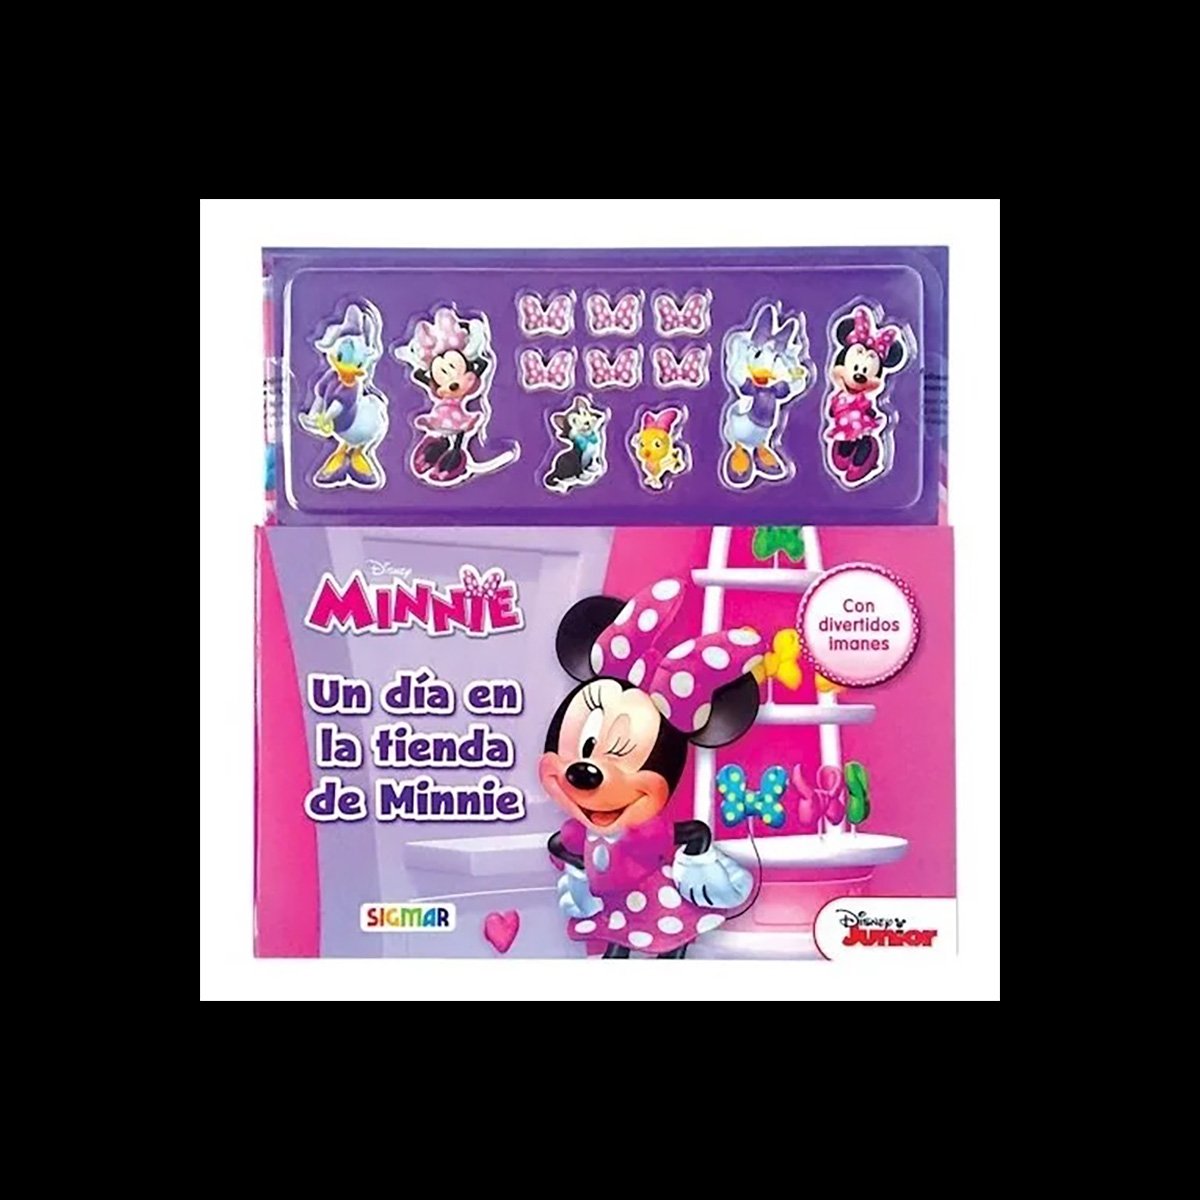 Disney
MINNIE
Un día en
la tienda
de Minnie
Con
divertidos
imanes
SIGMAR
Disney
Junior